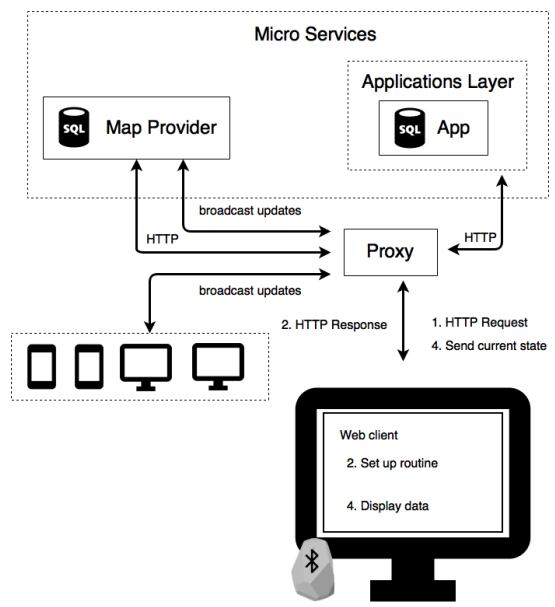 Micro Services
Applications Layer
SQL
Map Provider
SQL
App
broadcast updates
HTTP
Proxy
HTTP
broadcast updates
2. HTTP Response
1. HTTP Request
4. Send current state
Web client
2. Set up routine
4. Display data